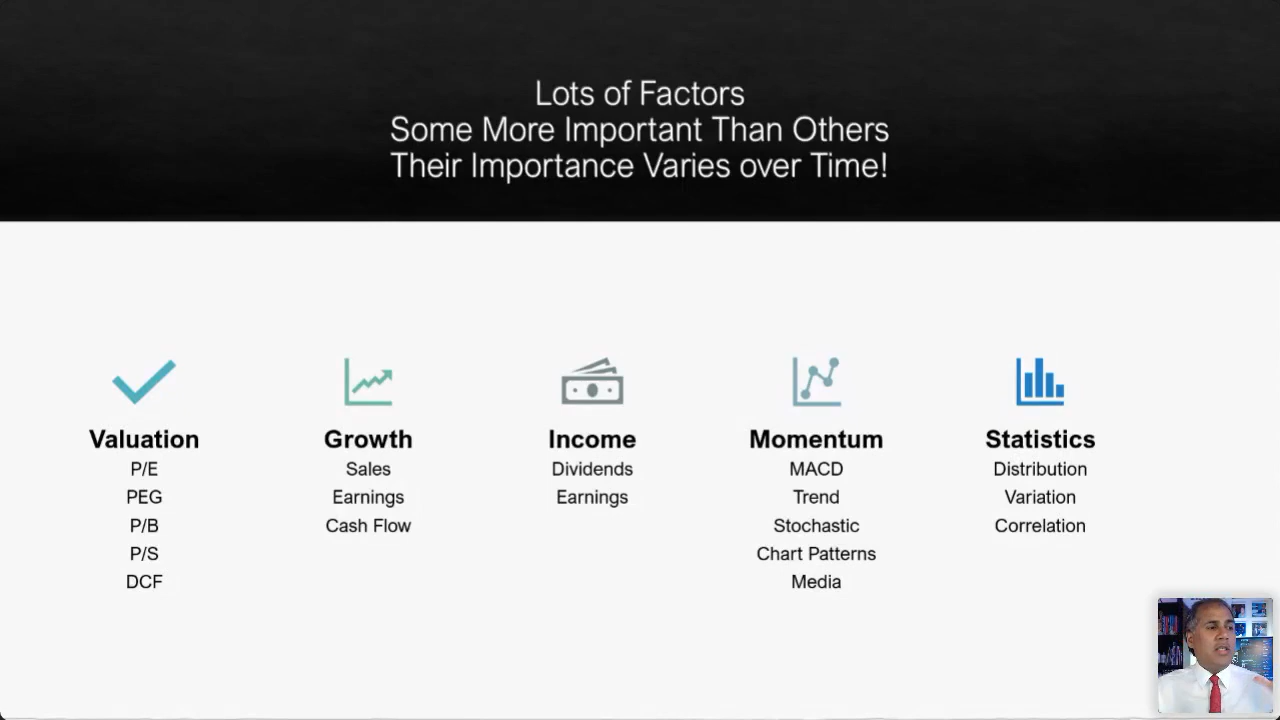 Lots of Factors
Some More Important Than Others
Their Importance Varies over Time!
Valuation
P/E
PEG
P/B
P/S
DCF
Growth
Sales
Earnings
Cash Flow
Income
Dividends
Earnings
Momentum
MACD
Trend
Stochastic
Chart Patterns
Media
Statistics
Distribution
Variation
Correlation